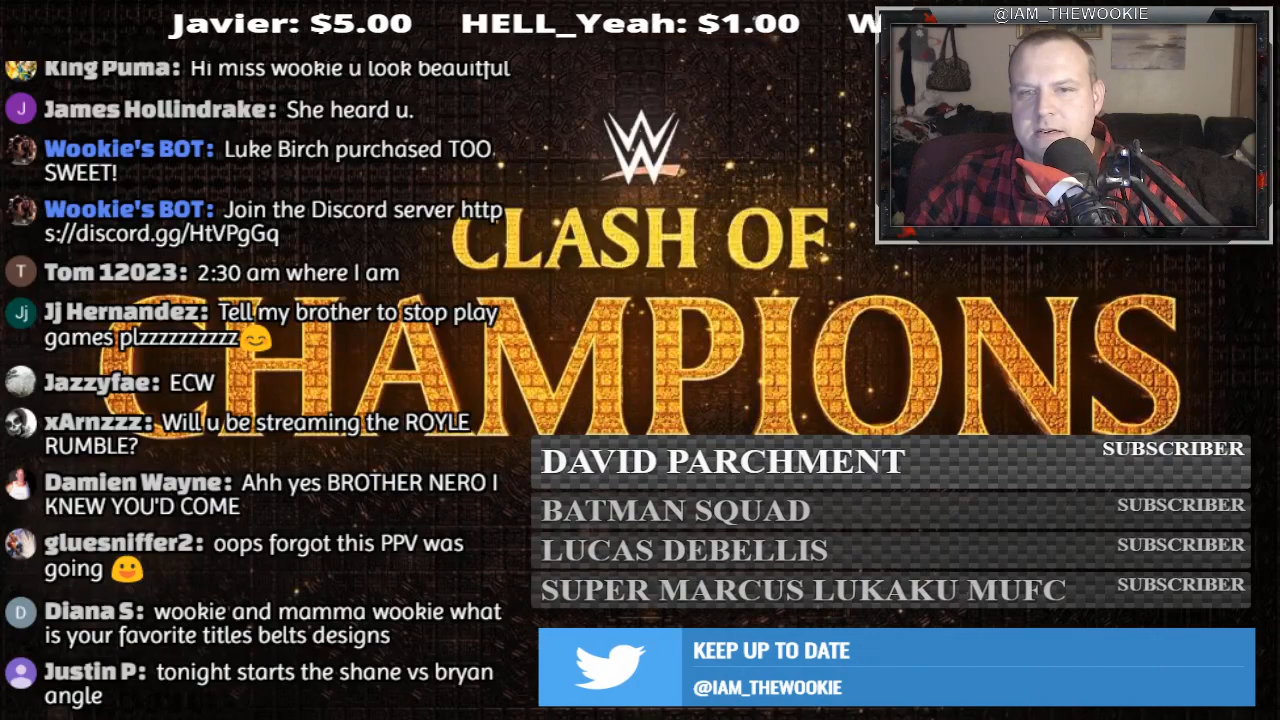 Javier: $5.00 HELL_Yeah: $1.00 W
@IAM_THEWOOKIE
King Puma: Hi miss wookie u look beauitful
James Hollindrake: She heard u.
Wookie's BOT: Luke Birch purchased TOO
SWEET!
Wookie's BOT: Join the Discord server http
s://discord.gg/HtVPgGq
Tom 12023: 2:30 am where I am
Jj Hernandez: Tell my brother to stop play
games plzzzzzzzzzz😊
Jazzyfae: ECW
xArnzzz: Will u be streaming the ROYLE
RUMBLE?
Damien Wayne: Ahh yes BROTHER NERO I
KNEW YOU'D COME
gluesniffer2: oops forgot this PPV was
going 😃
Diana S: wookie and mamma wookie what
is your favorite titles belts designs
Justin P: tonight starts the shane vs bryan
angle
W
CLASH OF
CHAMPIONS
DAVID PARCHMENT SUBSCRIBER
BATMAN SQUAD SUBSCRIBER
LUCAS DEBELLIS SUBSCRIBER
SUPER MARCUS LUKAKU MUFC SUBSCRIBER
KEEP UP TO DATE
@IAM_THEWOOKIE